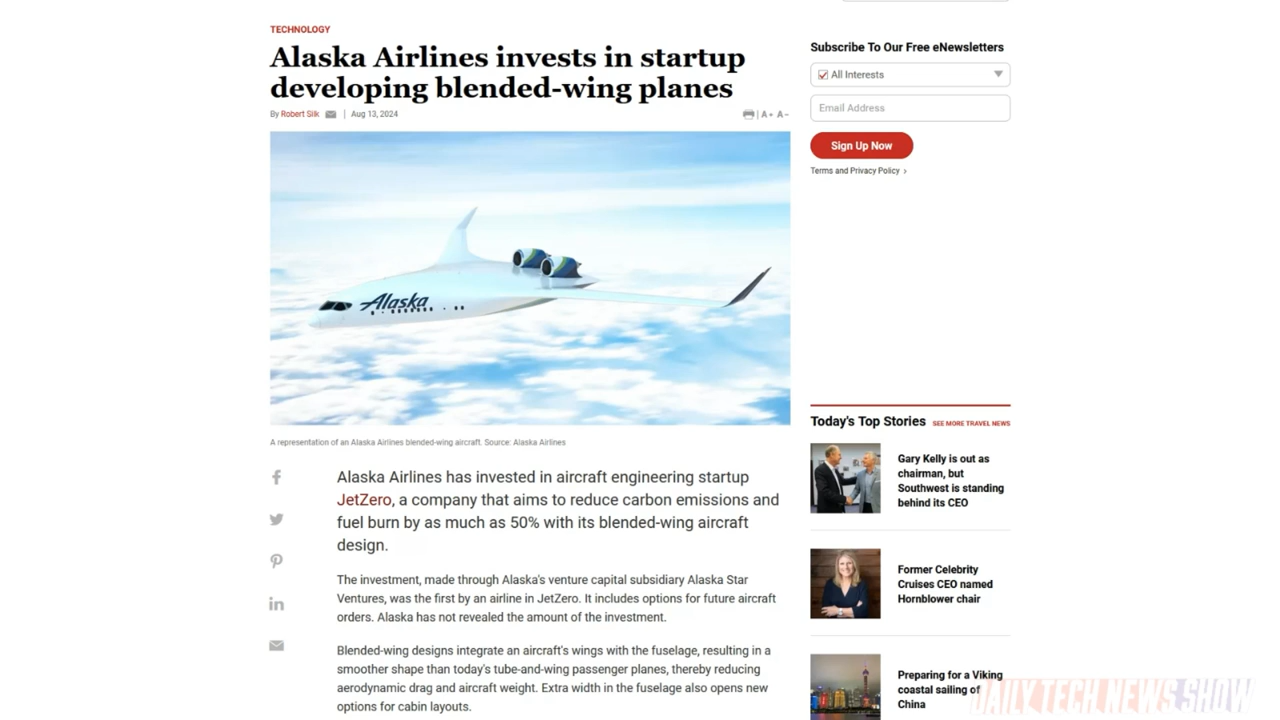 TECHNOLOGY
Alaska Airlines invests in startup
developing blended-wing planes
By Robert Silk | Aug 13, 2024
A+ A-
Alaska
A representation of an Alaska Airlines blended-wing aircraft. Source: Alaska Airlines
Alaska Airlines has invested in aircraft engineering startup
JetZero, a company that aims to reduce carbon emissions and
fuel burn by as much as 50% with its blended-wing aircraft
design.
The investment, made through Alaska's venture capital subsidiary Alaska Star
Ventures, was the first by an airline in JetZero. It includes options for future aircraft
orders. Alaska has not revealed the amount of the investment.
Blended-wing designs integrate an aircraft's wings with the fuselage, resulting in a
smoother shape than today's tube-and-wing passenger planes, thereby reducing
aerodynamic drag and aircraft weight. Extra width in the fuselage also opens new
options for cabin layouts.
Subscribe To Our Free eNewsletters
All Interests
Email Address
Sign Up Now
Terms and Privacy Policy >
Today's Top Stories SEE MORE TRAVEL NEWS
Gary Kelly is out as
chairman, but
Southwest is standing
behind its CEO
Former Celebrity
Cruises CEO named
Hornblower chair
Preparing for a Viking
coastal sailing of
China
DAILY TECH NEWS SHOW